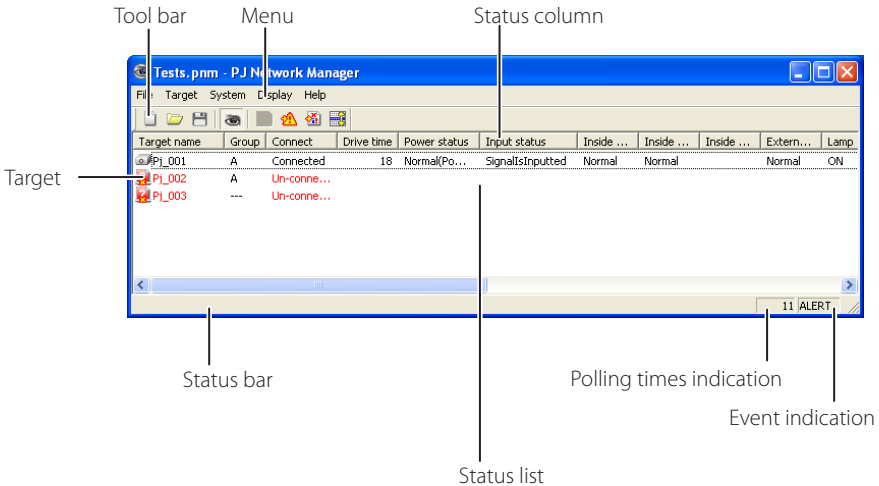 Tool bar Menu Status column
Tests.pnm - PJ Network Manager
File Target System Display Help
Target name Group Connect Drive time Power status Input status Inside ... Inside ... Inside ... Extern... Lamp
Pj_001 A Connected 18 Normal(Po... SignalIsInputted Normal Normal Normal ON
Target
Pj_002 A Un-conne...
Pj_003 --- Un-conne...
11 ALERT
Status bar
Polling times indication
Event indication
Status list